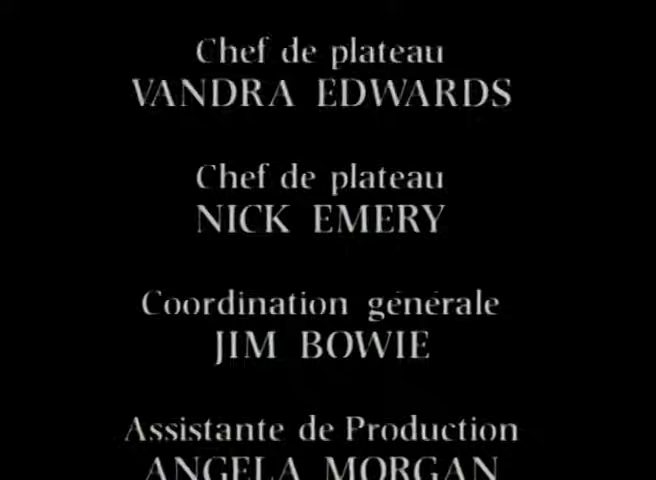 Chef de plateau
VANDRA EDWARDS
Chef de plateau
NICK EMERY
Coordination générale
JIM BOWIE
Assistante de Production
ANGELA MORGAN